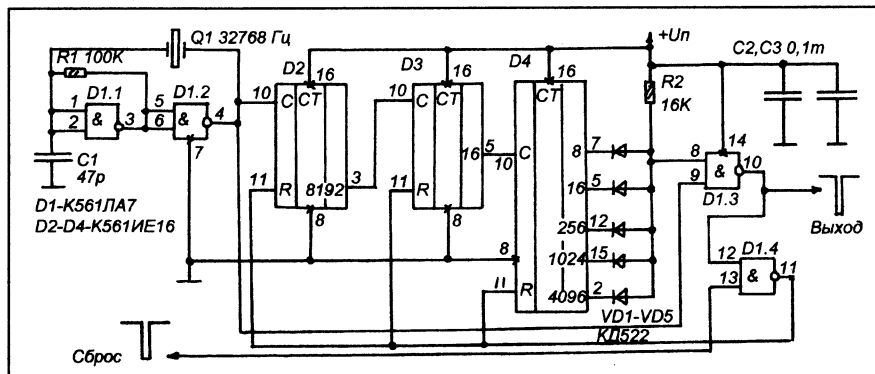 Q1 32768 Гц
+Uп
R1 100K
D2
D3
D4
C2,C3 0,1m
16
16
16
D1.1
D1.2
10
C
CT
10
C
CT
CT
R2
16K
1
2
&
3
5
6
&
4
7
14
8
9
&
10
D1.3
16
5
10
C
8
7
16
5
256
12
1024
15
4096
2
C1
47p
11
R
8192
3
11
R
8
8
8
11
R
D1-К561ЛА7
D2-D4-К561ИЕ16
Выход
D1.4
12
13
&
11
VD1-VD5
КД522
Сброс